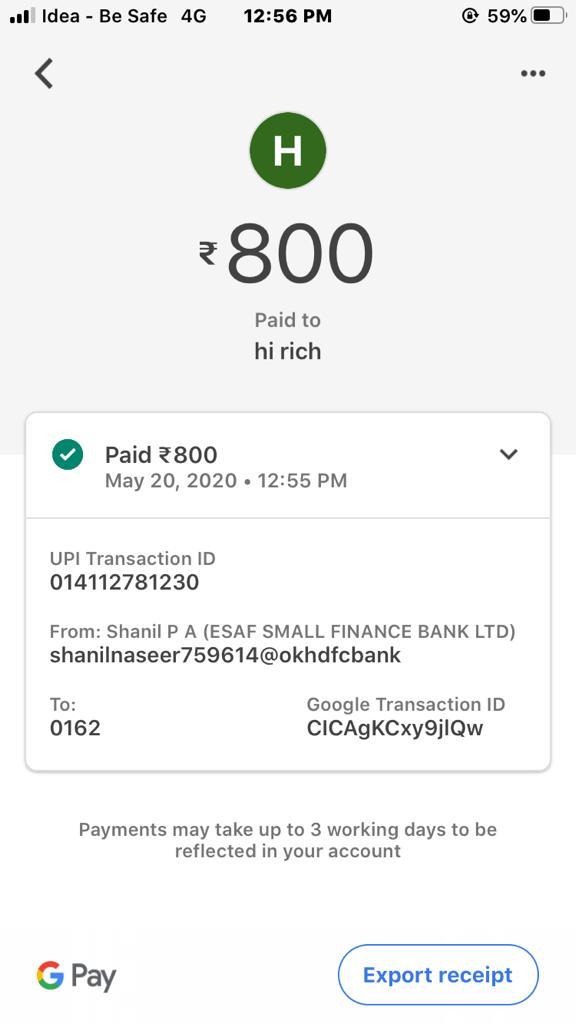 Idea - Be Safe 4G 12:56 PM 59%
H
₹800
Paid to
hi rich
Paid ₹800
May 20, 2020 • 12:55 PM
UPI Transaction ID
014112781230
From: Shanil P A (ESAF SMALL FINANCE BANK LTD)
shanilnaseer759614@okhdfcbank
To: Google Transaction ID
0162 CICAgKCxy9jlQw
Payments may take up to 3 working days to be
reflected in your account
G Pay Export receipt